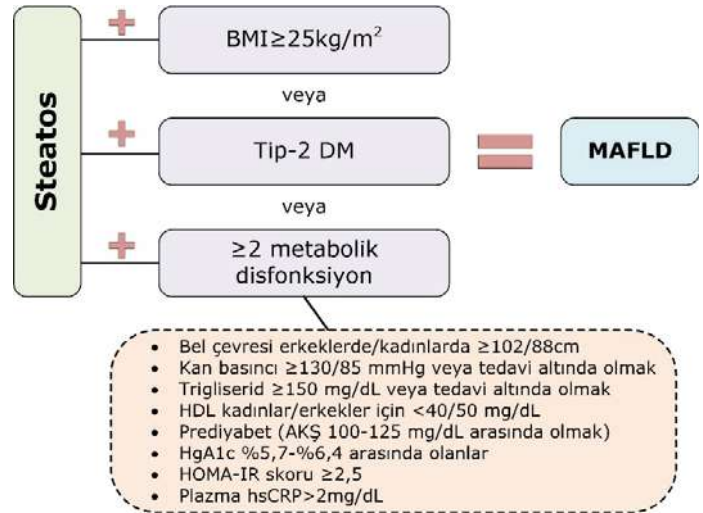 Steatos
BMI≥25kg/m²
veya
Tip-2 DM
MAFLD
veya
≥2 metabolik
disfonksiyon
• Bel çevresi erkeklerde/kadınlarda ≥102/88cm
• Kan basıncı ≥130/85 mmHg veya tedavi altında olmak
• Trigliserid ≥150 mg/dL veya tedavi altında olmak
• HDL kadınlar/erkekler için <40/50 mg/dL
• Prediyabet (AKŞ 100-125 mg/dL arasında olmak)
• HgA1c %5,7-%6,4 arasında olanlar
• HOMA-IR skoru ≥2,5
• Plazma hsCRP>2mg/dL